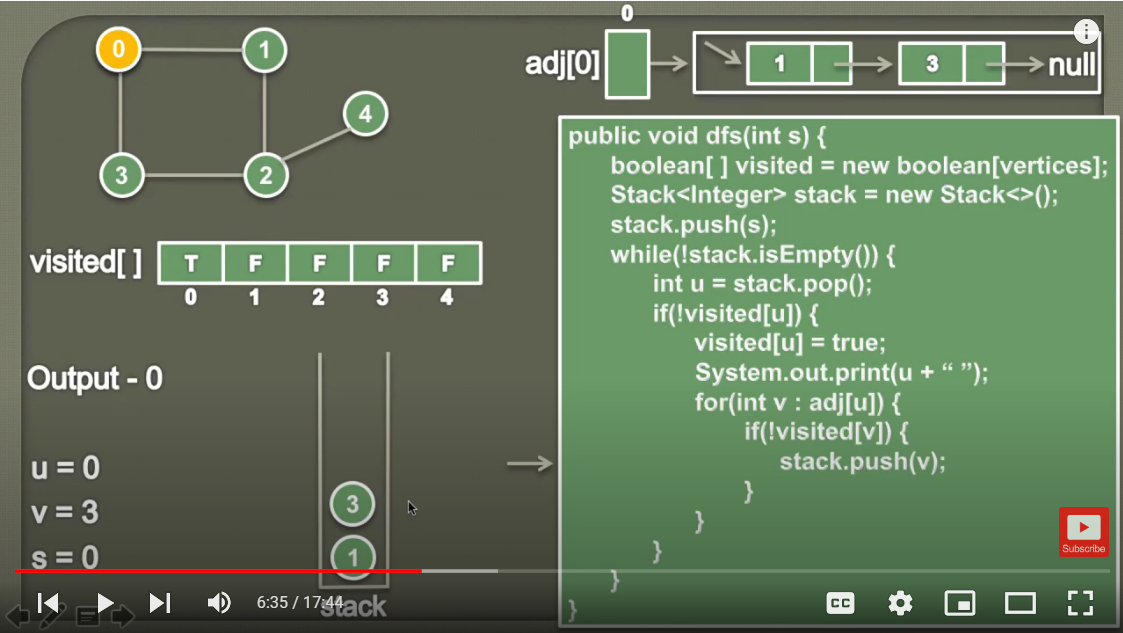 0
1
4
3
2
0
adj[0]
1
3
null
visited[ ]
T F F F F
0 1 2 3 4
Output - 0
u = 0
v = 3
s = 0
3
1
stack
public void dfs(int s) {
boolean[ ] visited = new boolean[vertices];
Stack<Integer> stack = new Stack<>();
stack.push(s);
while(!stack.isEmpty()) {
int u = stack.pop();
if(!visited[u]) {
visited[u] = true;
System.out.print(u + “ ”);
for(int v : adj[u]) {
if(!visited[v]) {
stack.push(v);
}
}
}
}
}
i
Subscribe
6:35 / 17:44
CC